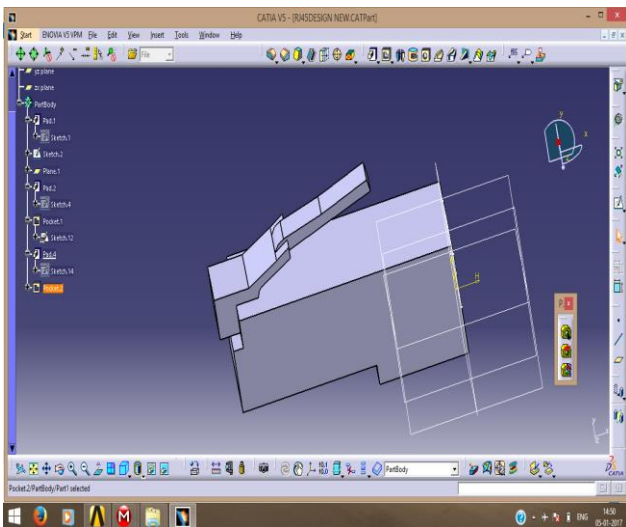 CATIA V5 - [RJ45DESIGN NEW.CATPart]
Start ENOVIA V5 VPM File Edit View Insert Tools Window Help
File
yz plane
zx plane
PartBody
Pad.1
Sketch.1
Sketch.2
Plane.1
Pad.2
Sketch.4
Pocket.1
Sketch.12
Pad.4
Sketch.14
Pocket.2
y
x
H
P...
PartBody
CATIA
Pocket.2/PartBody/Part1 selected
ENG
14:50
05-01-2017